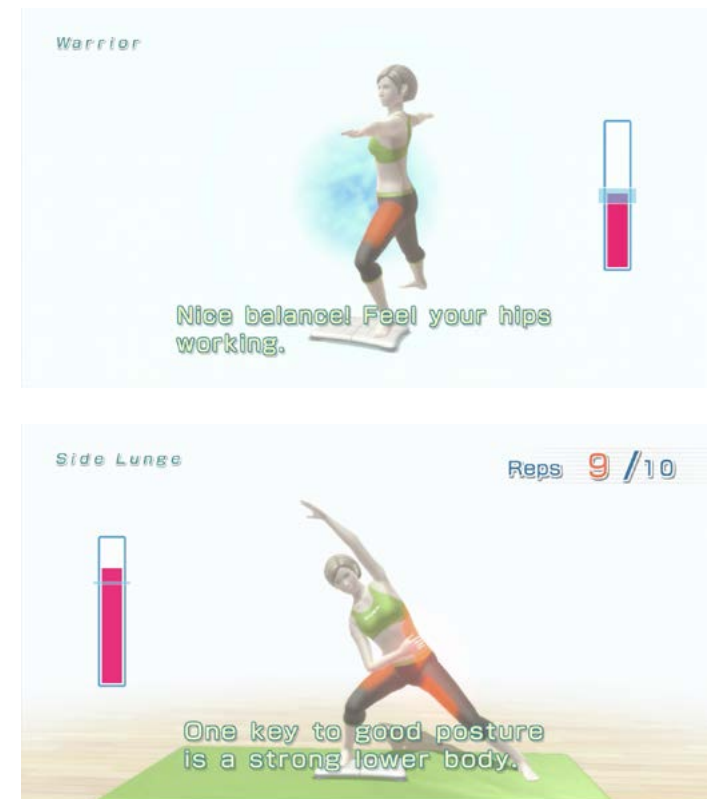 Warrior
Nice balance! Feel your hips
working.
Side Lunge
Reps 9/10
One key to good posture
is a strong lower body.